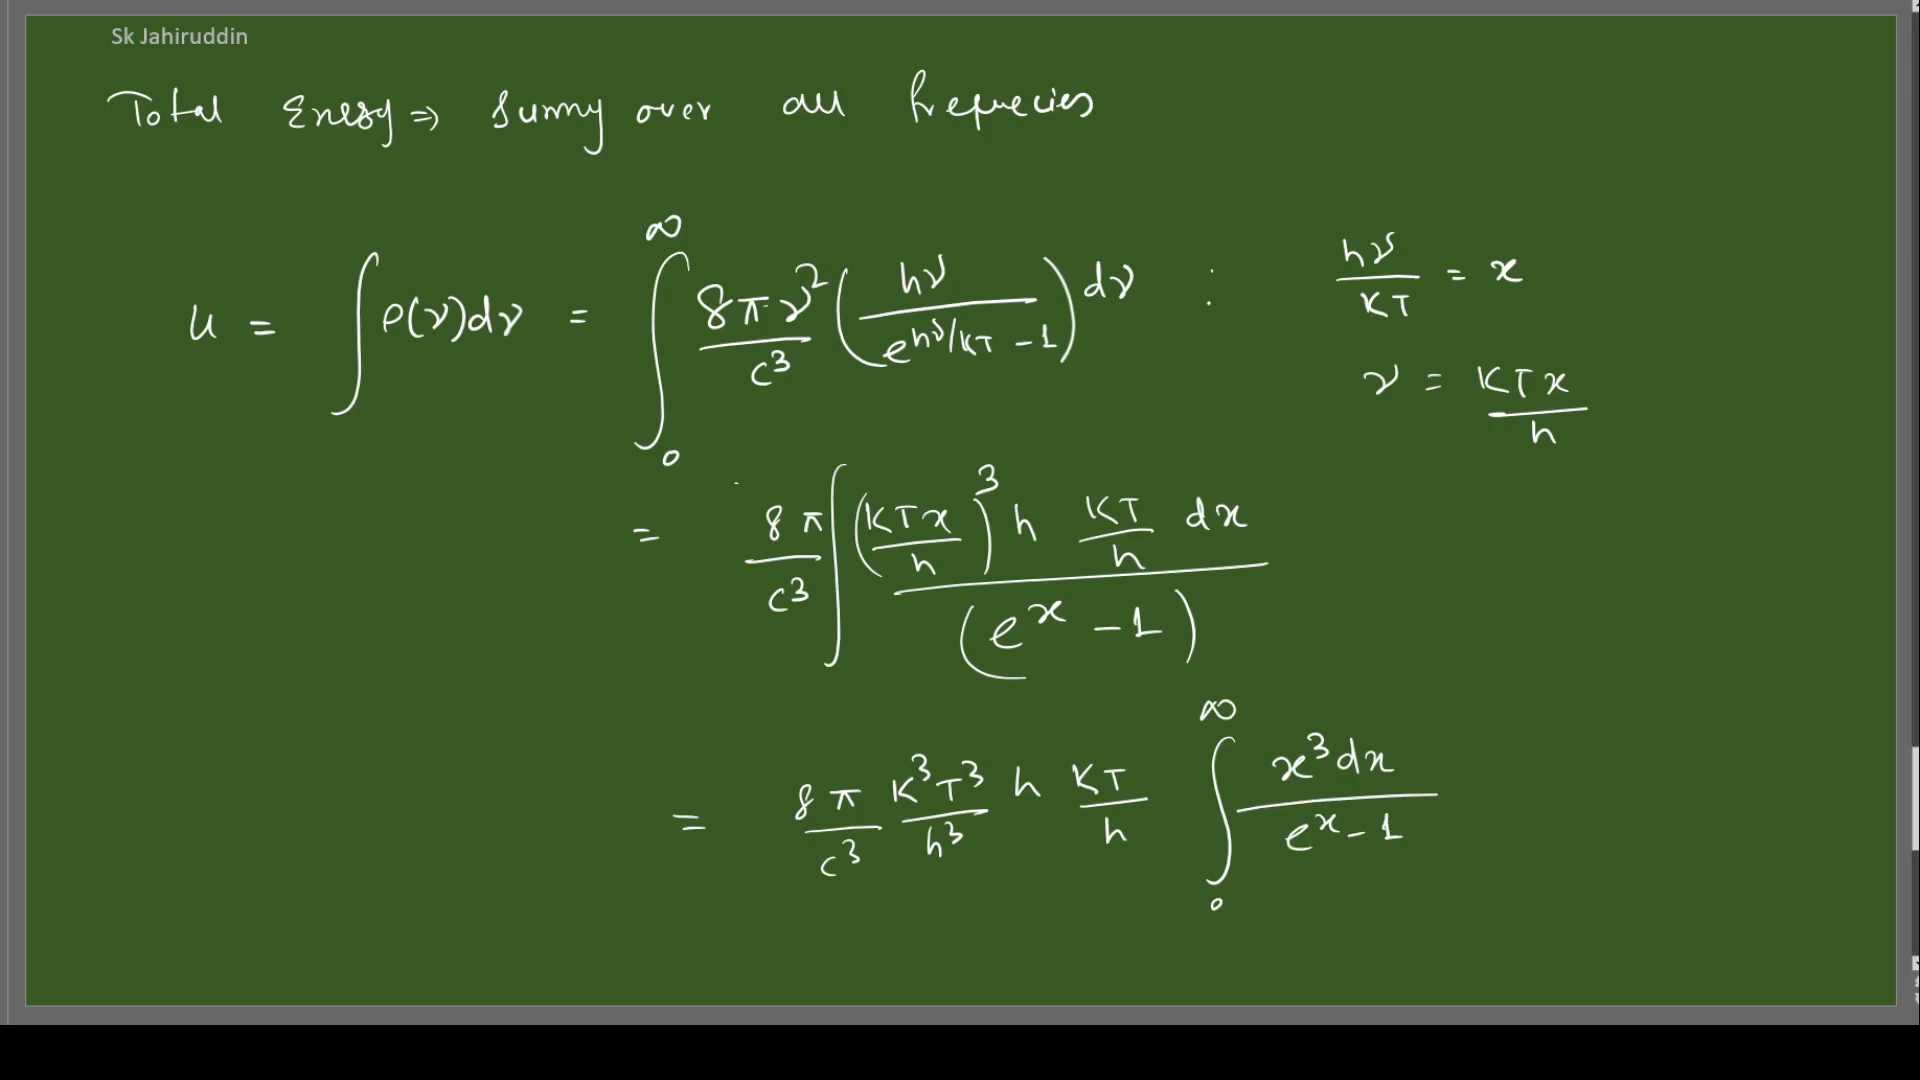 Sk Jahiruddin
Total Energy ⇒ Summy over all frequecies
u = ∫ρ(ν)dν = ∫₀^∞ 8πν²/c³ (hν/(e^{hν/KT} - 1)) dν : hν/KT = x
ν = KTx/h
= 8π/c³ ∫ (KTx/h)³ h KT/h dx / (e^x - 1)
= 8π/c³ K³T³/h³ h KT/h ∫₀^∞ x³dx/(e^x - 1)